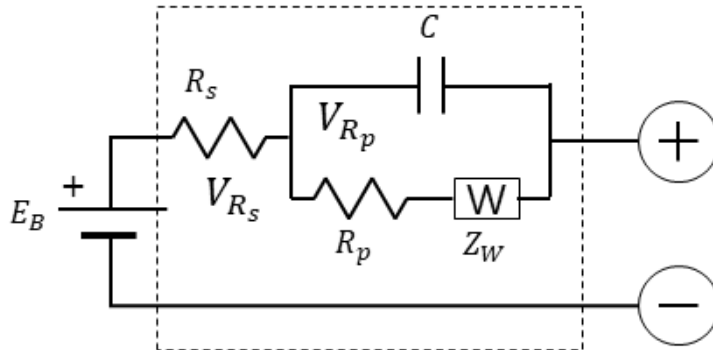 C
R_s
V_{R_p}
+
+
V_{R_s}
W
E_B
R_p
Z_W
−